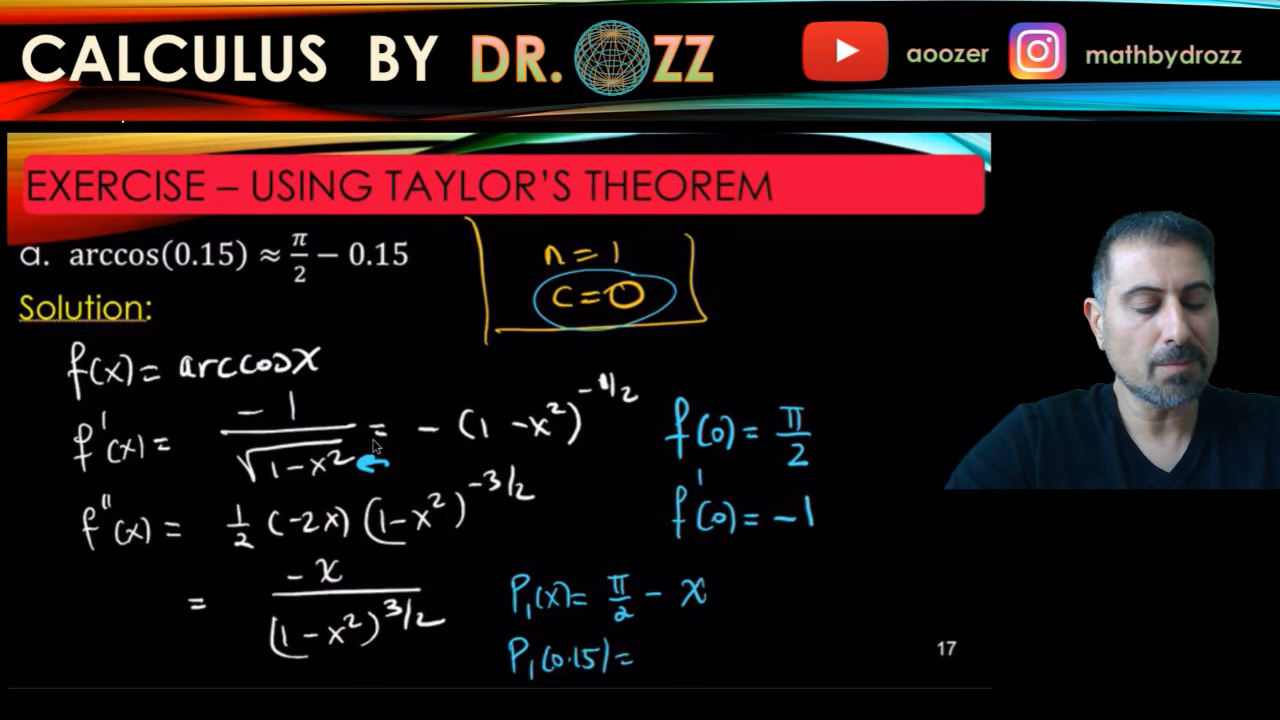 CALCULUS BY DR. OZZ
aoozer
mathbydrozz
EXERCISE – USING TAYLOR'S THEOREM
a. arccos(0.15) ≈ π/2 − 0.15
n = 1
c = 0
Solution:
f(x) = arccosx
f'(x) = -1/√(1-x²) = -(1-x²)^(-1/2)
f(0) = π/2
f''(x) = 1/2 (-2x)(1-x²)^(-3/2)
f'(0) = -1
= -x/(1-x²)^(3/2)
P₁(x) = π/2 - x
P₁(0.15) =
17